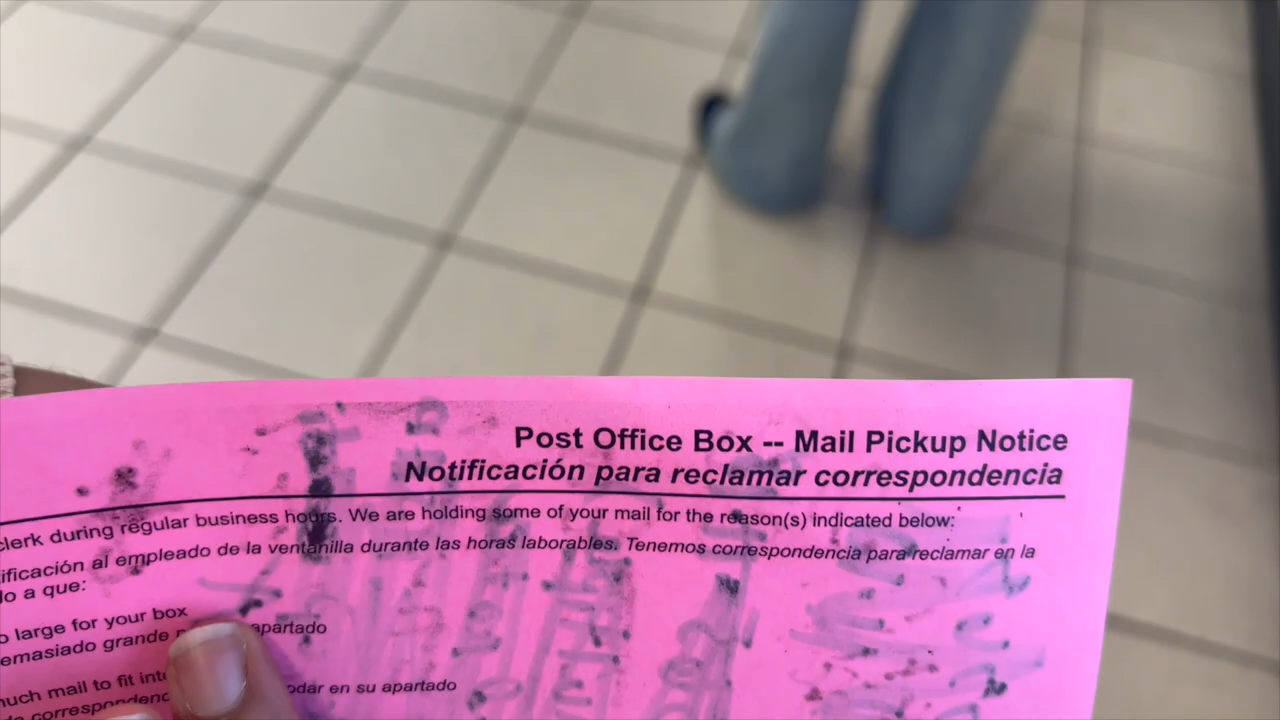 Post Office Box -- Mail Pickup Notice
Notificación para reclamar correspondencia
clerk during regular business hours. We are holding some of your mail for the reason(s) indicated below:
ificación al empleado de la ventanilla durante las horas laborables. Tenemos correspondencia para reclamar en la
do a que:
o large for your box
emasiado grande apartado
much mail to fit into
correspondenc odar en su apartado